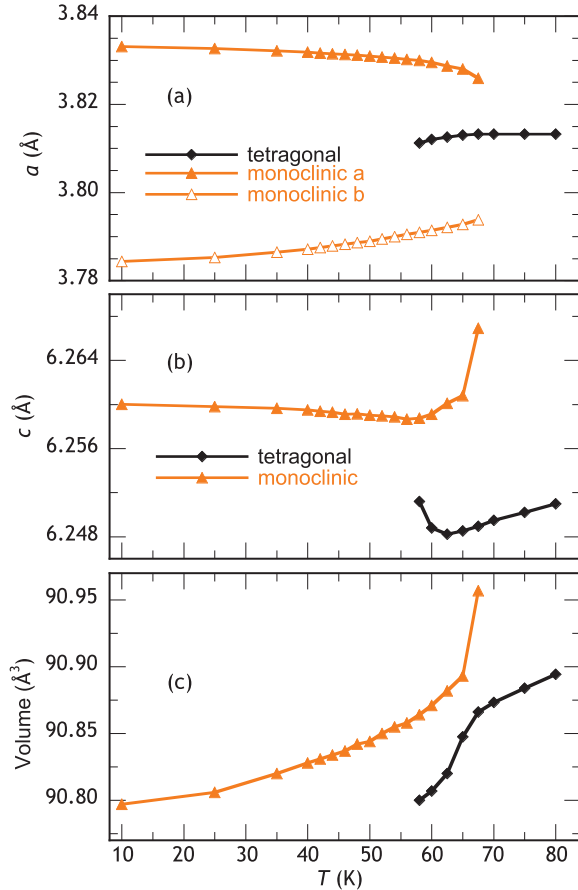 3.84
3.82
3.80
3.78
a (Å)
(a)
tetragonal
monoclinic a
monoclinic b
6.264
6.256
6.248
c (Å)
(b)
tetragonal
monoclinic
90.95
90.90
90.85
90.80
Volume (Å³)
(c)
10 20 30 40 50 60 70 80
T (K)